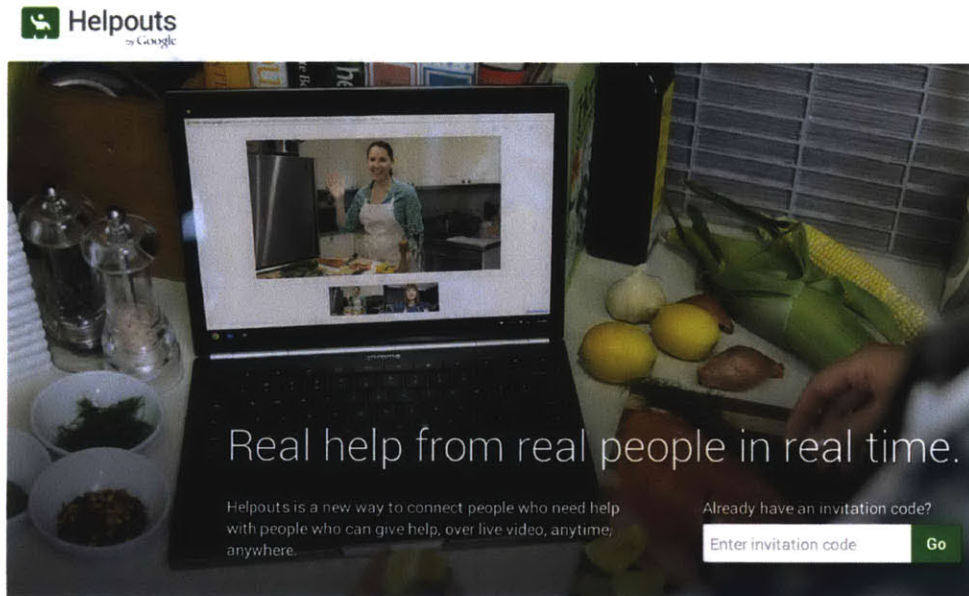 Helpouts
by Google
chrome
Real help from real people in real time.
Helpouts is a new way to connect people who need help
Already have an invitation code?
with people who can give help, over live video, anytime,
anywhere.
Enter invitation code
Go